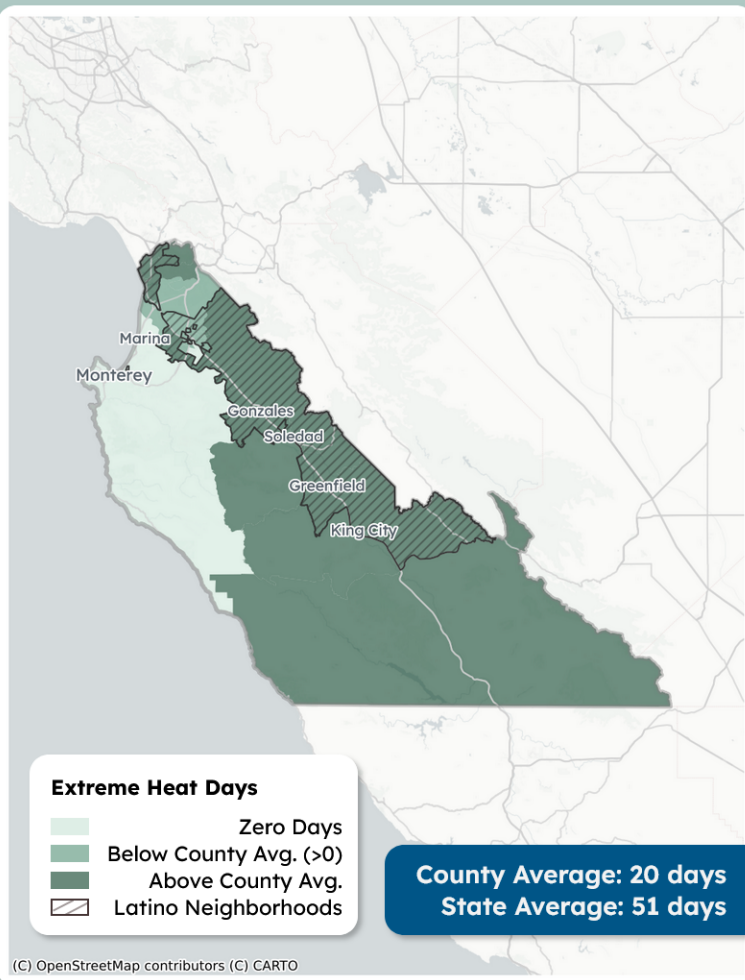 Marina
Monterey
Gonzales
Soledad
Greenfield
King City
Extreme Heat Days
Zero Days
Below County Avg. (>0)
Above County Avg.
Latino Neighborhoods
County Average: 20 days
State Average: 51 days
(C) OpenStreetMap contributors (C) CARTO